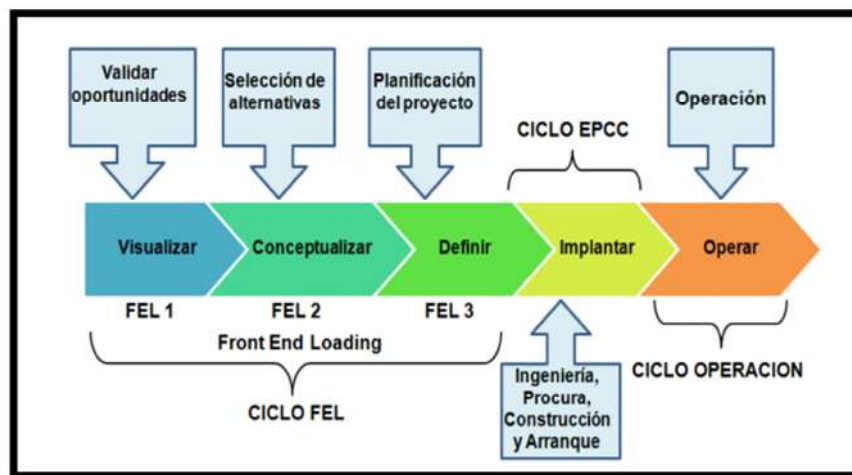 Validar
oportunidades
Selección de
alternativas
Planificación
del proyecto
Operación
CICLO EPCC
Visualizar
Conceptualizar
Definir
Implantar
Operar
FEL 1
FEL 2
FEL 3
Front End Loading
CICLO FEL
Ingeniería,
Procura,
Construcción
y Arranque
CICLO OPERACION